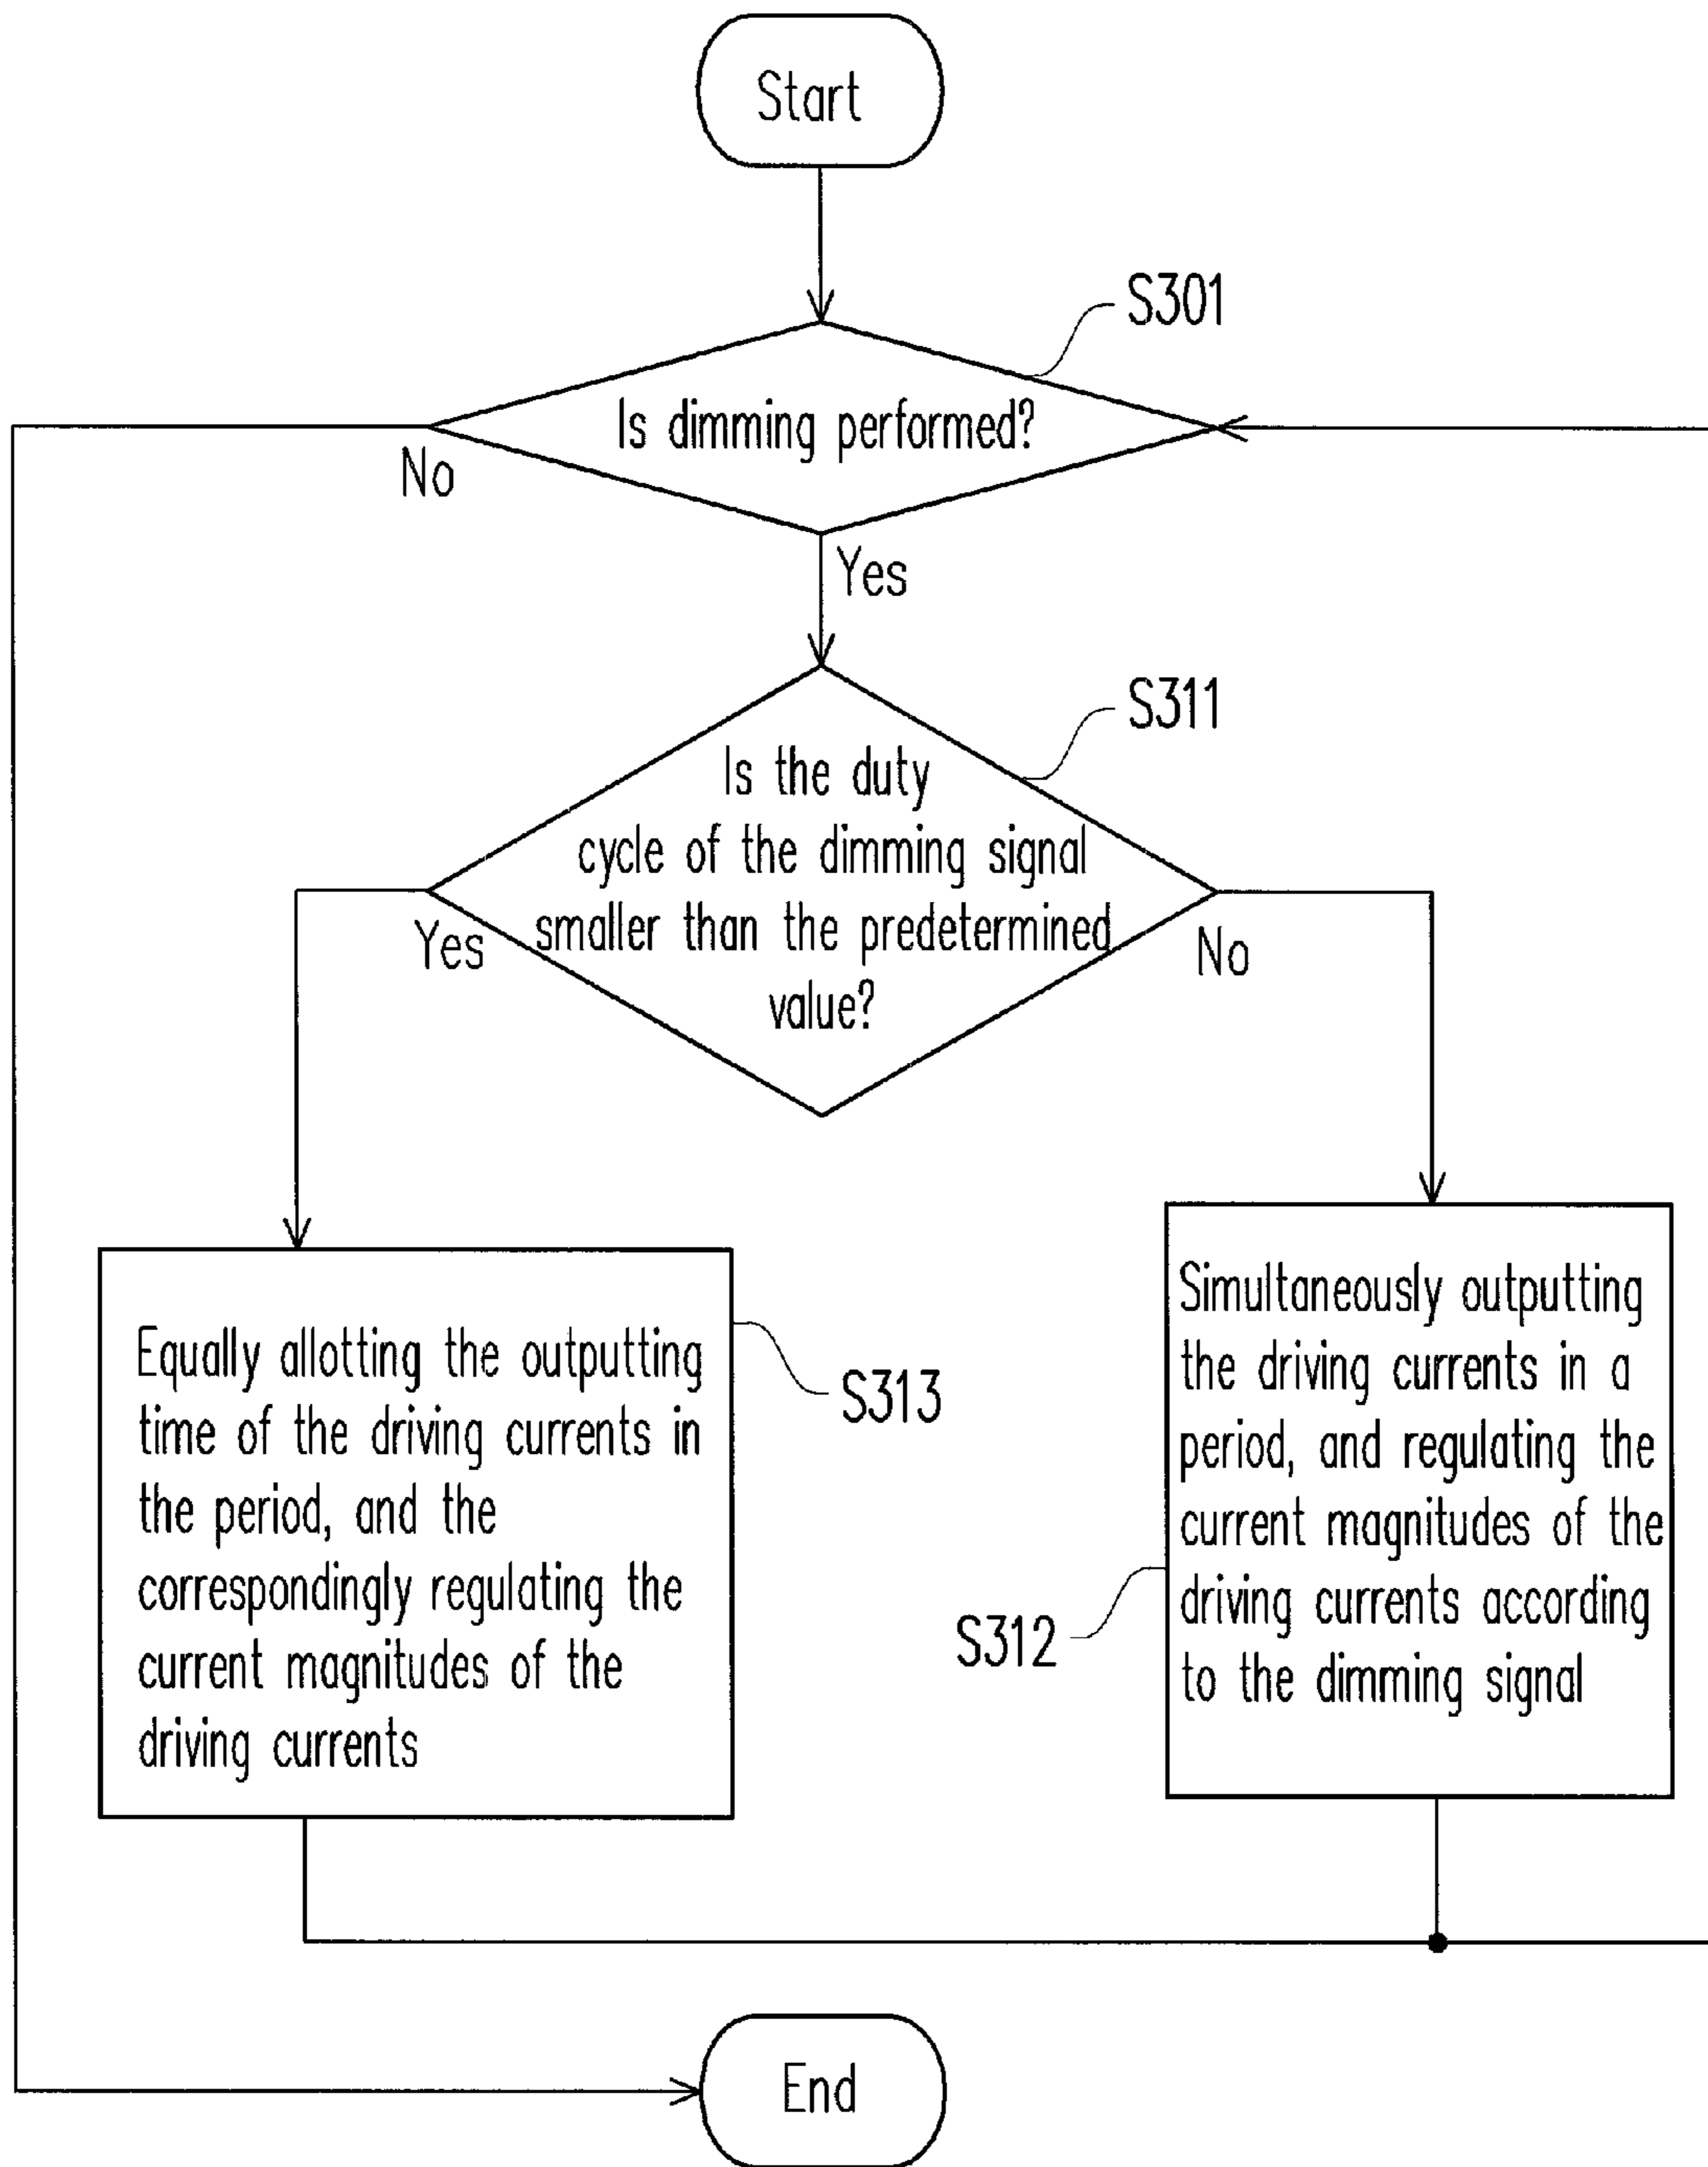 Start
S301
Is dimming performed?
No
Yes
S311
Is the duty
cycle of the dimming signal
smaller than the predetermined
value?
Yes
No
Equally allotting the outputting
time of the driving currents in
the period, and the
correspondingly regulating the
current magnitudes of the
driving currents
S313
Simultaneously outputting
the driving currents in a
period, and regulating the
current magnitudes of the
driving currents according
to the dimming signal
S312
End